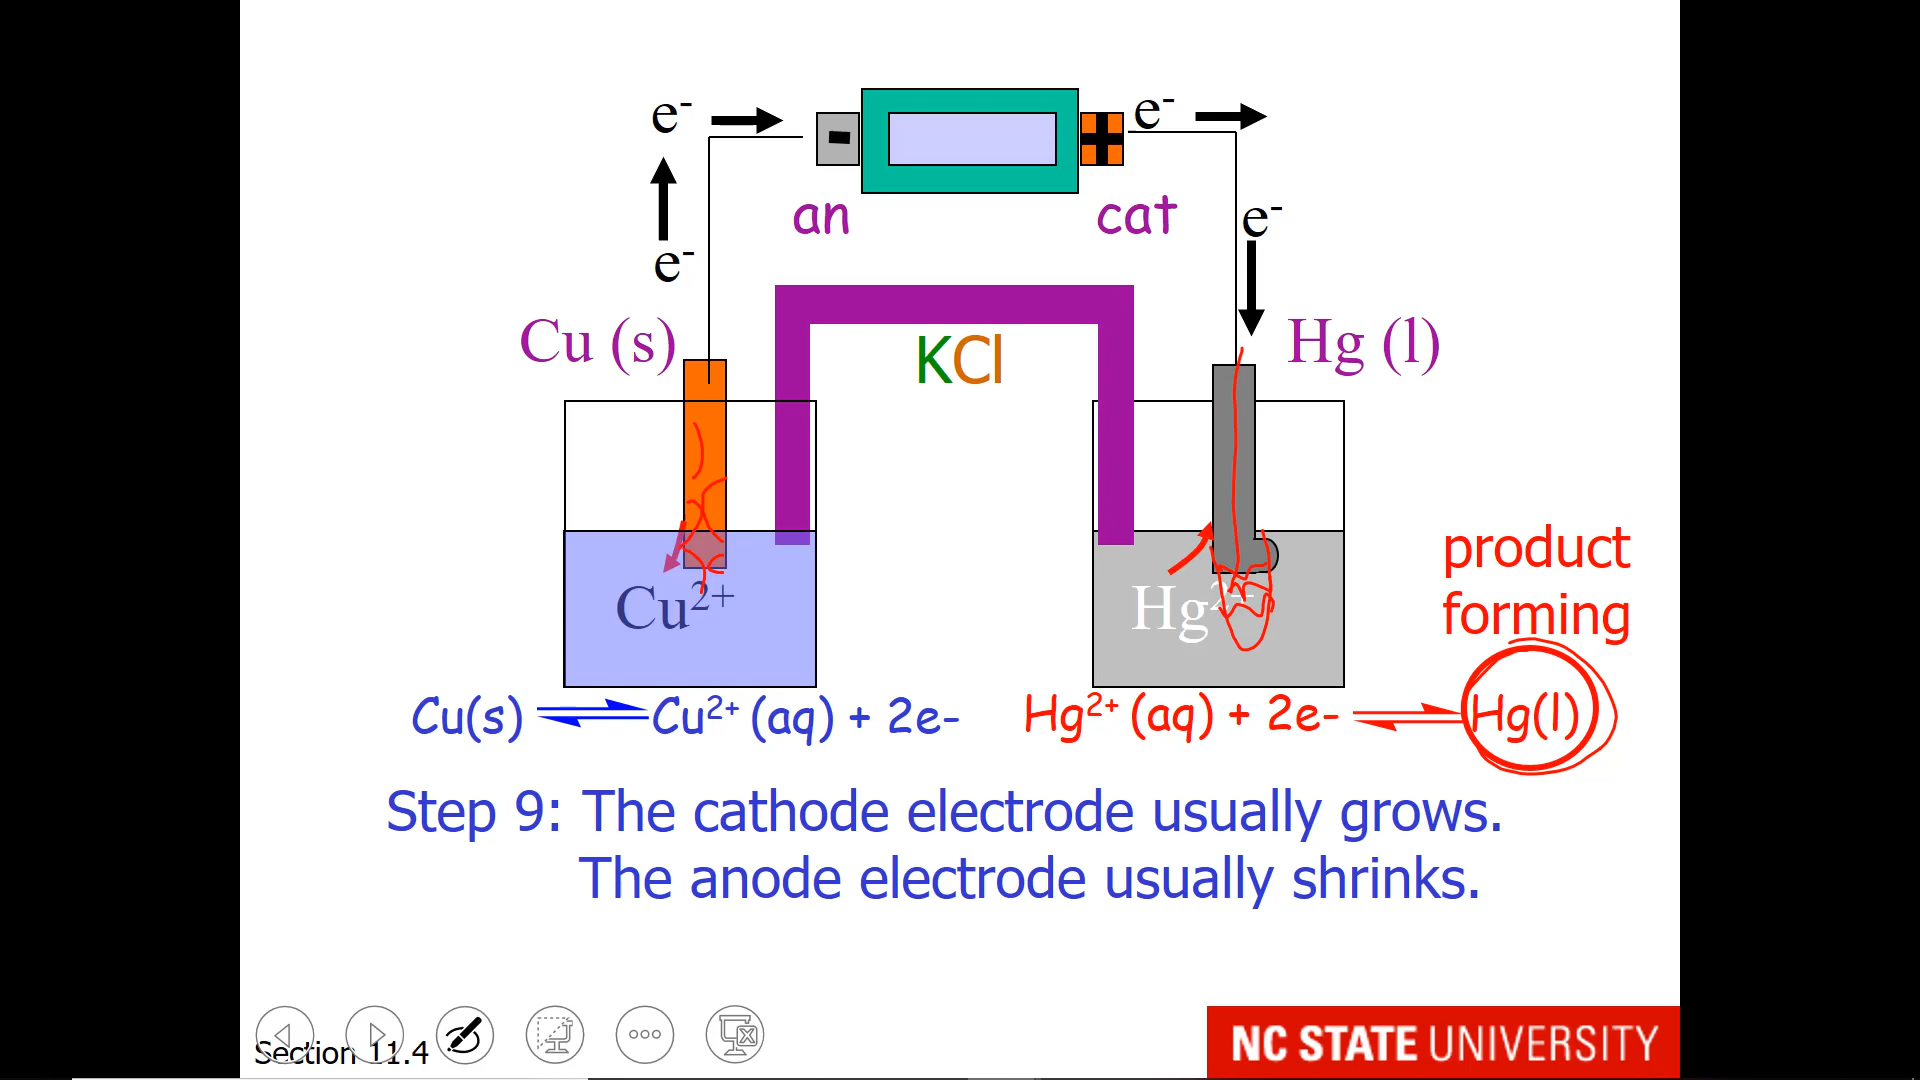 e⁻ e⁻
- +
an cat
e⁻
e⁻
Cu (s) Hg (l)
KCl
product
forming
Cu²⁺ Hg²⁺
Cu(s) ⇌ Cu²⁺ (aq) + 2e- Hg²⁺ (aq) + 2e- ⇌ Hg(l)
Step 9: The cathode electrode usually grows.
The anode electrode usually shrinks.
Section 11.4
NC STATE UNIVERSITY